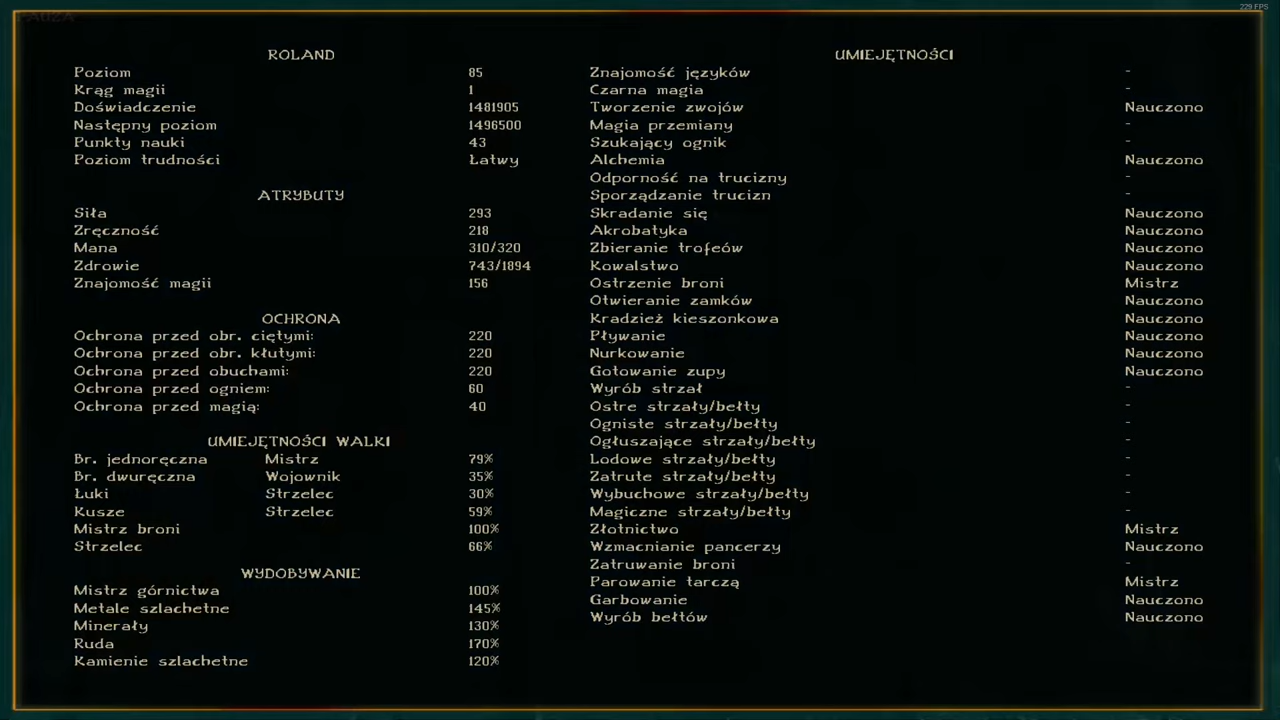 PAUZA
229 FPS
ROLAND
Poziom 85
Krąg magii 1
Doświadczenie 1481905
Następny poziom 1496500
Punkty nauki 43
Poziom trudności Łatwy
ATRYBUTY
Siła 293
Zręczność 218
Mana 310/320
Zdrowie 743/1894
Znajomość magii 156
OCHRONA
Ochrona przed obr. ciętymi: 220
Ochrona przed obr. kłutymi: 220
Ochrona przed obuchami: 220
Ochrona przed ogniem: 60
Ochrona przed magią: 40
UMIEJĘTNOŚCI WALKI
Br. jednoręczna Mistrz 79%
Br. dwuręczna Wojownik 35%
Łuki Strzelec 30%
Kusze Strzelec 59%
Mistrz broni 100%
Strzelec 66%
WYDOBYWANIE
Mistrz górnictwa 100%
Metale szlachetne 145%
Minerały 130%
Ruda 170%
Kamienie szlachetne 120%
UMIEJĘTNOŚCI
Znajomość języków -
Czarna magia -
Tworzenie zwojów Nauczono
Magia przemiany -
Szukający ognik -
Alchemia Nauczono
Odporność na trucizny -
Sporządzanie trucizn -
Skradanie się Nauczono
Akrobatyka Nauczono
Zbieranie trofeów Nauczono
Kowalstwo Nauczono
Ostrzenie broni Mistrz
Otwieranie zamków Nauczono
Kradzież kieszonkowa Nauczono
Pływanie Nauczono
Nurkowanie Nauczono
Gotowanie zupy Nauczono
Wyrób strzał -
Ostre strzały/bełty -
Ogniste strzały/bełty -
Ogłuszające strzały/bełty -
Lodowe strzały/bełty -
Zatrute strzały/bełty -
Wybuchowe strzały/bełty -
Magiczne strzały/bełty -
Złotnictwo Mistrz
Wzmacnianie pancerzy Nauczono
Zatruwanie broni -
Parowanie tarczą Mistrz
Garbowanie Nauczono
Wyrób bełtów Nauczono